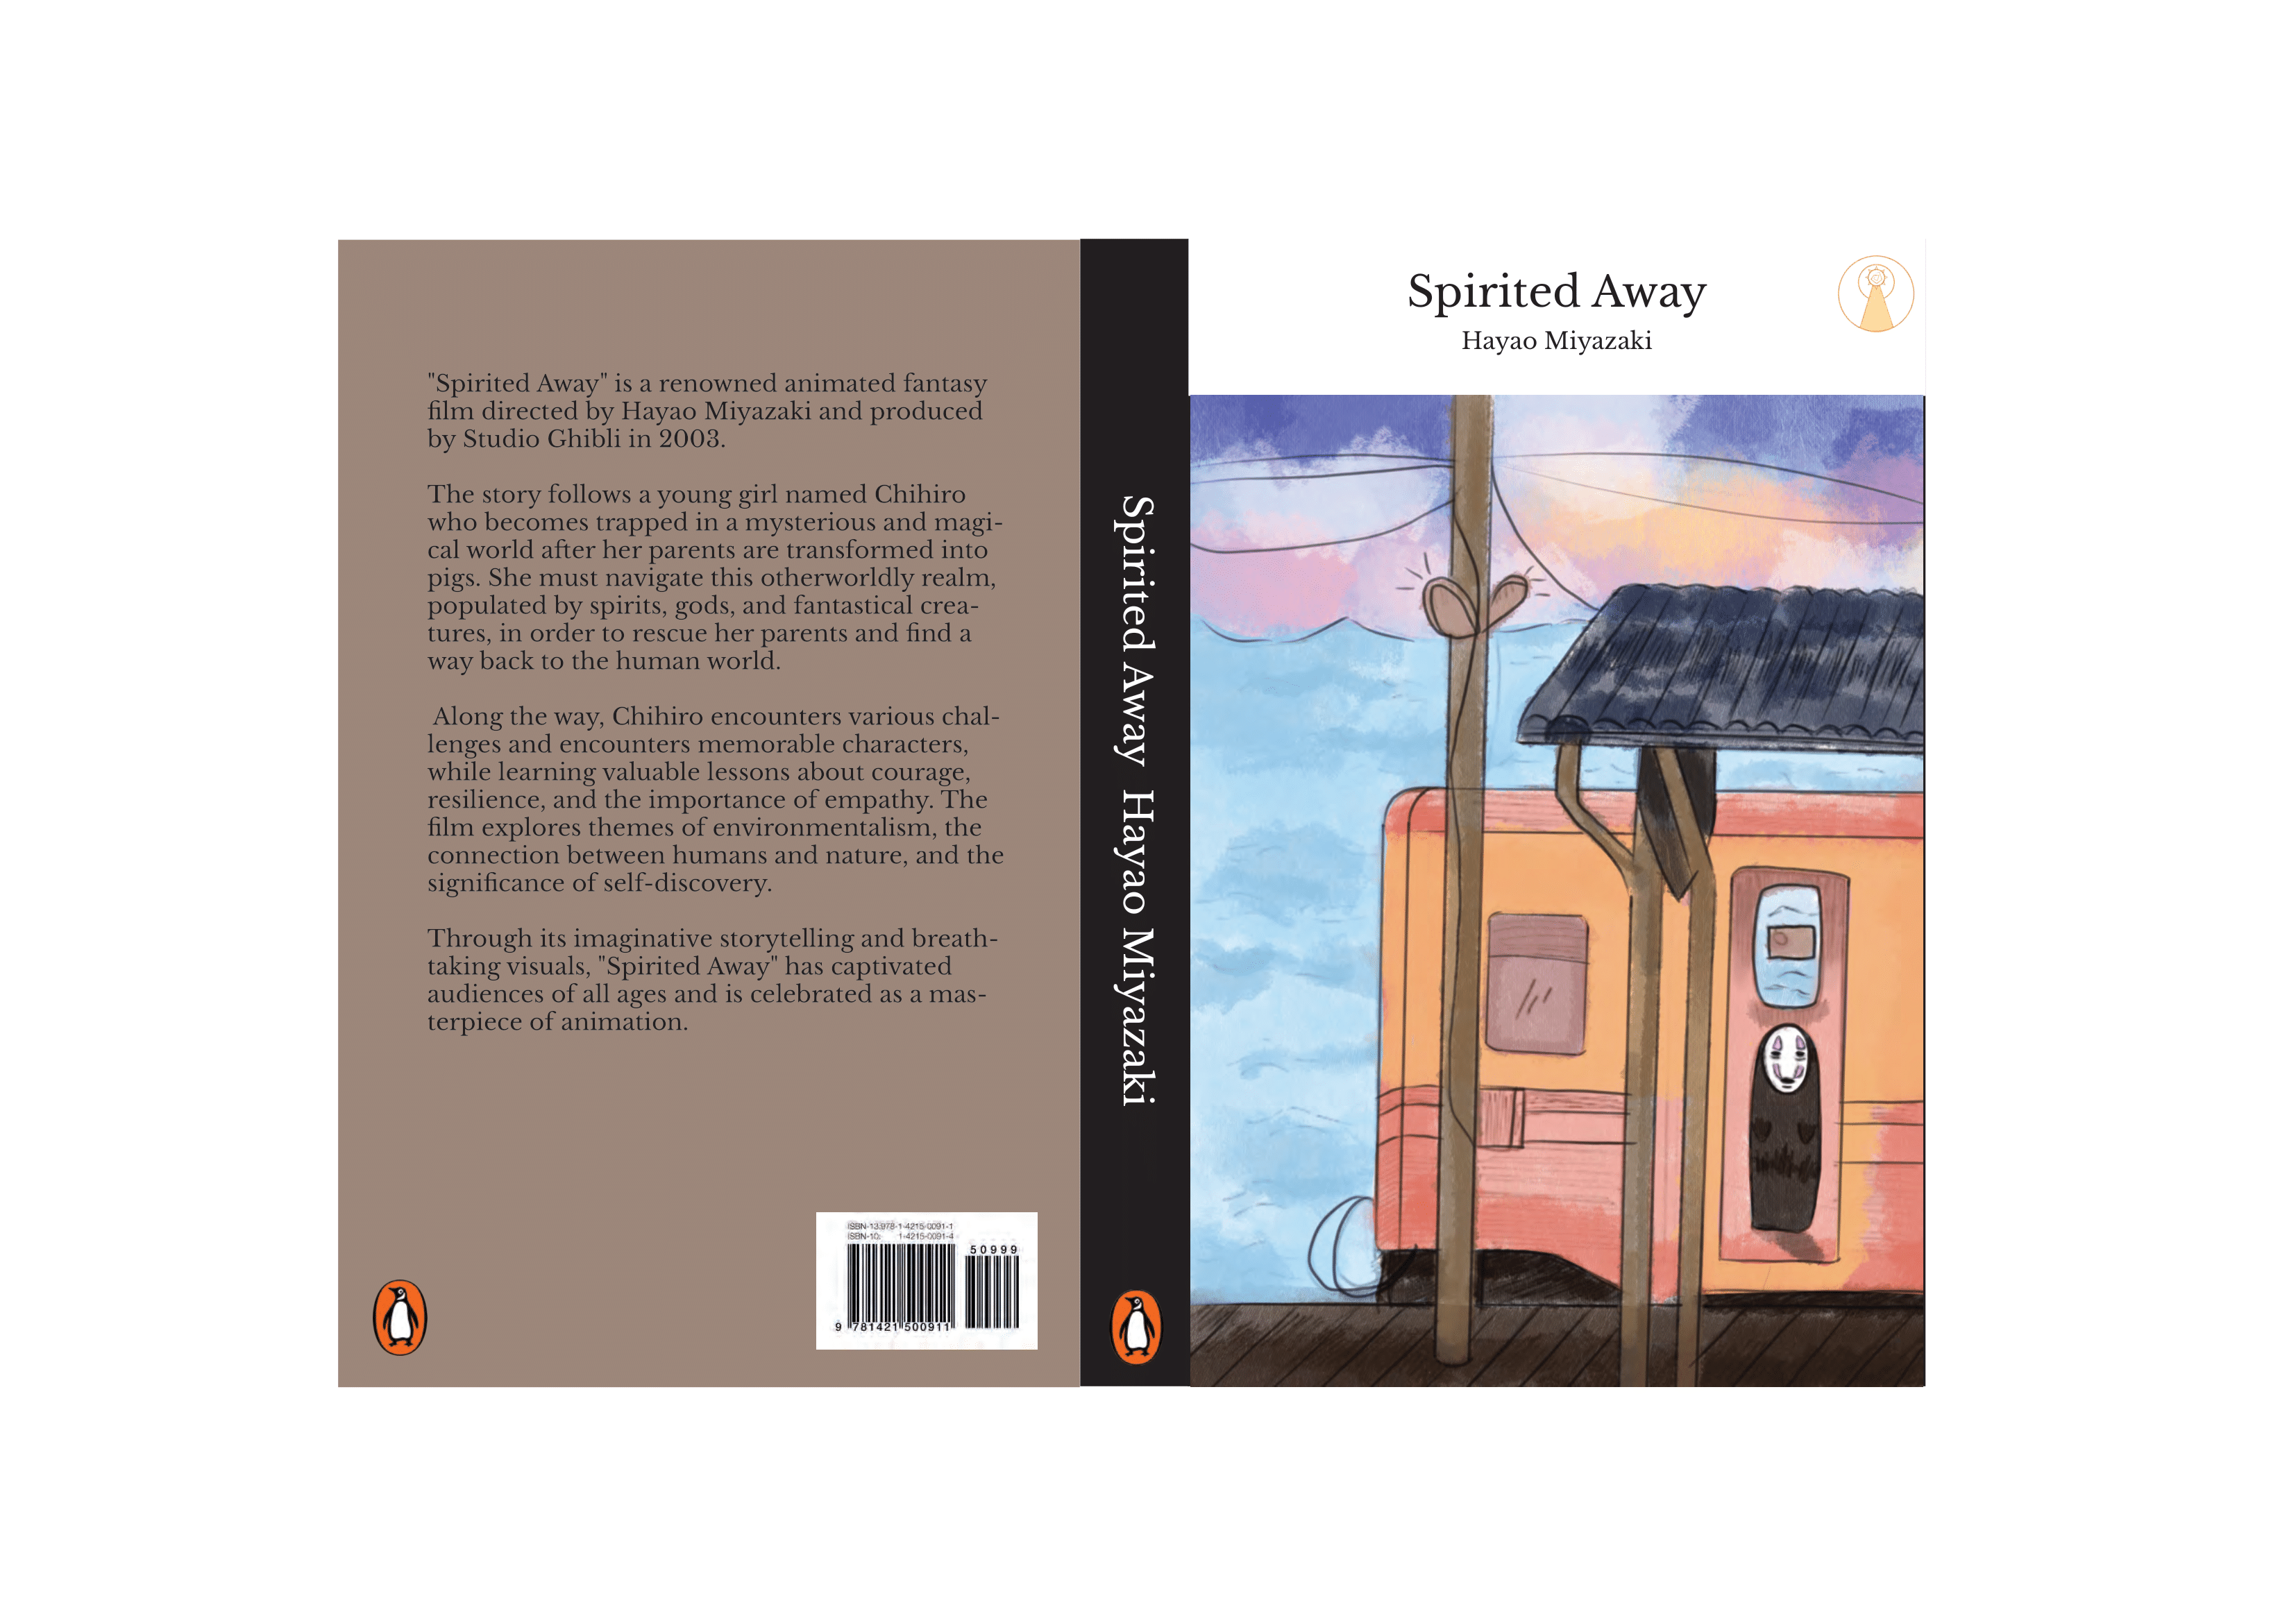 "Spirited Away" is a renowned animated fantasy
film directed by Hayao Miyazaki and produced
by Studio Ghibli in 2003.
The story follows a young girl named Chihiro
who becomes trapped in a mysterious and magi-
cal world after her parents are transformed into
pigs. She must navigate this otherworldly realm,
populated by spirits, gods, and fantastical crea-
tures, in order to rescue her parents and find a
way back to the human world.
Along the way, Chihiro encounters various chal-
lenges and encounters memorable characters,
while learning valuable lessons about courage,
resilience, and the importance of empathy. The
film explores themes of environmentalism, the
connection between humans and nature, and the
significance of self-discovery.
Through its imaginative storytelling and breath-
taking visuals, "Spirited Away" has captivated
audiences of all ages and is celebrated as a mas-
terpiece of animation.
ISBN-13:978-1-4215-0091-1
ISBN-10: 1-4215-0091-4
50999
9 781421 500911
Spirited Away Hayao Miyazaki
Spirited Away
Hayao Miyazaki